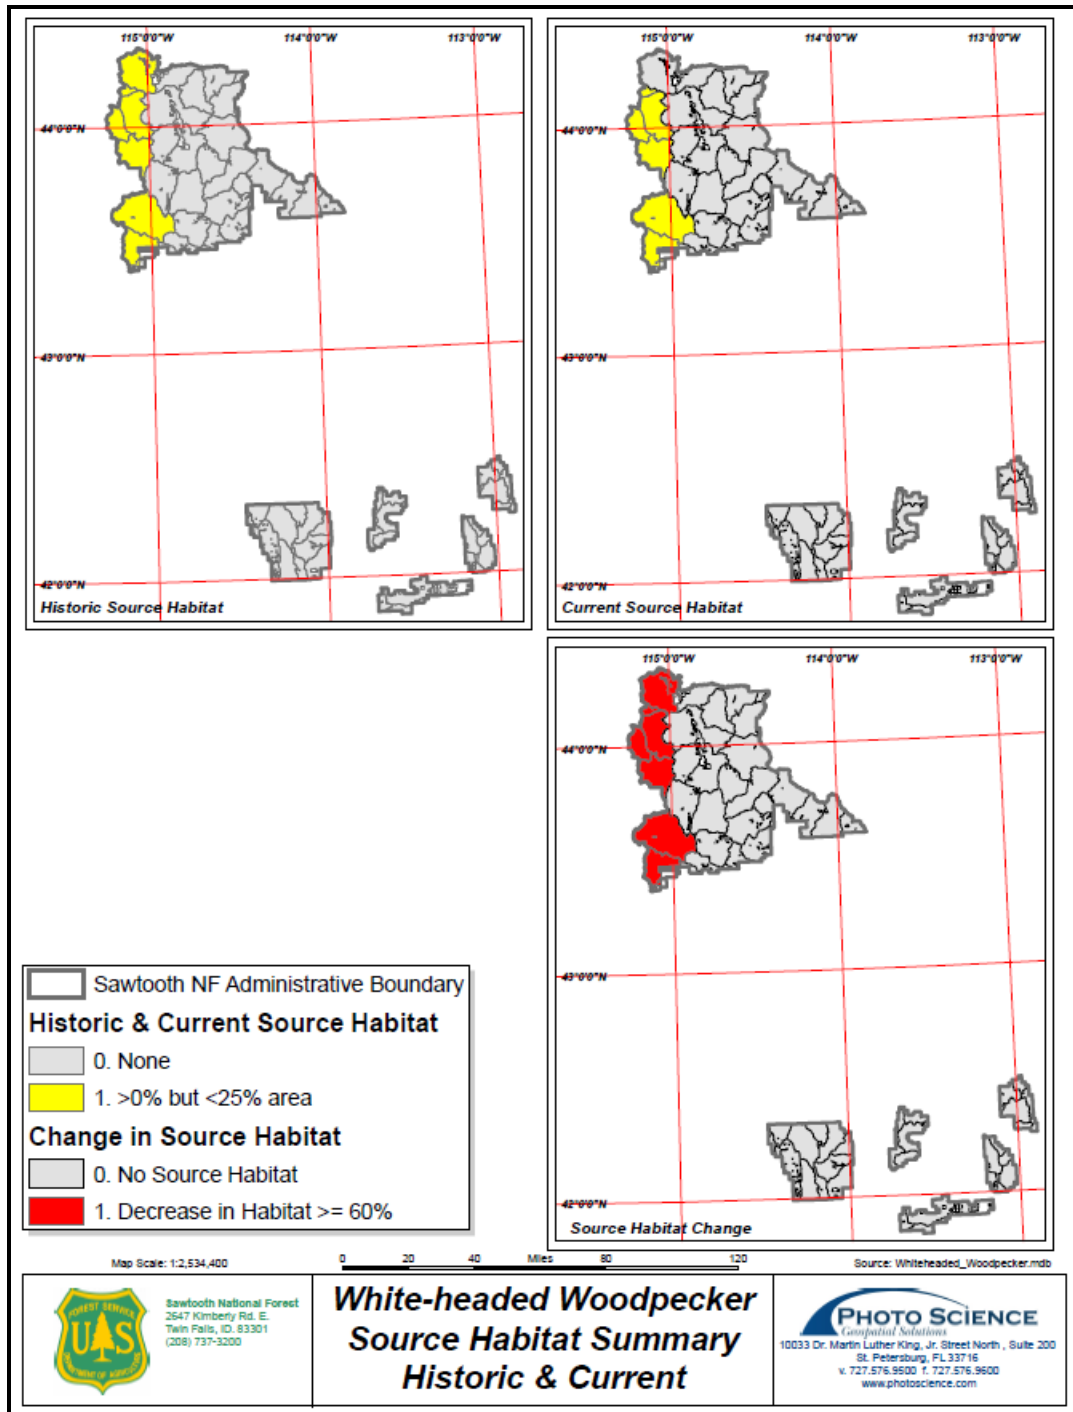 115°0'0"W 114°0'0"W 113°0'0"W
44°0'0"N
43°0'0"N
42°0'0"N
Historic Source Habitat
115°0'0"W 114°0'0"W 113°0'0"W
44°0'0"N
43°0'0"N
42°0'0"N
Current Source Habitat
115°0'0"W 114°0'0"W 113°0'0"W
44°0'0"N
43°0'0"N
42°0'0"N
Source Habitat Change
Sawtooth NF Administrative Boundary
Historic & Current Source Habitat
0. None
1. >0% but <25% area
Change in Source Habitat
0. No Source Habitat
1. Decrease in Habitat >= 60%
Map Scale: 1:2,534,400
0 20 40 Miles 80 120
Source: Whiteheaded_Woodpecker.mdb
FOREST SERVICE
U S
DEPARTMENT OF AGRICULTURE
Sawtooth National Forest
2647 Kimberly Rd. E.
Twin Falls, ID. 83301
(208) 737-3200
White-headed Woodpecker
Source Habitat Summary
Historic & Current
PHOTO SCIENCE
Geospatial Solutions
10033 Dr. Martin Luther King, Jr. Street North , Suite 200
St. Petersburg, FL 33716
v. 727.576.9500 f. 727.576.9600
www.photoscience.com